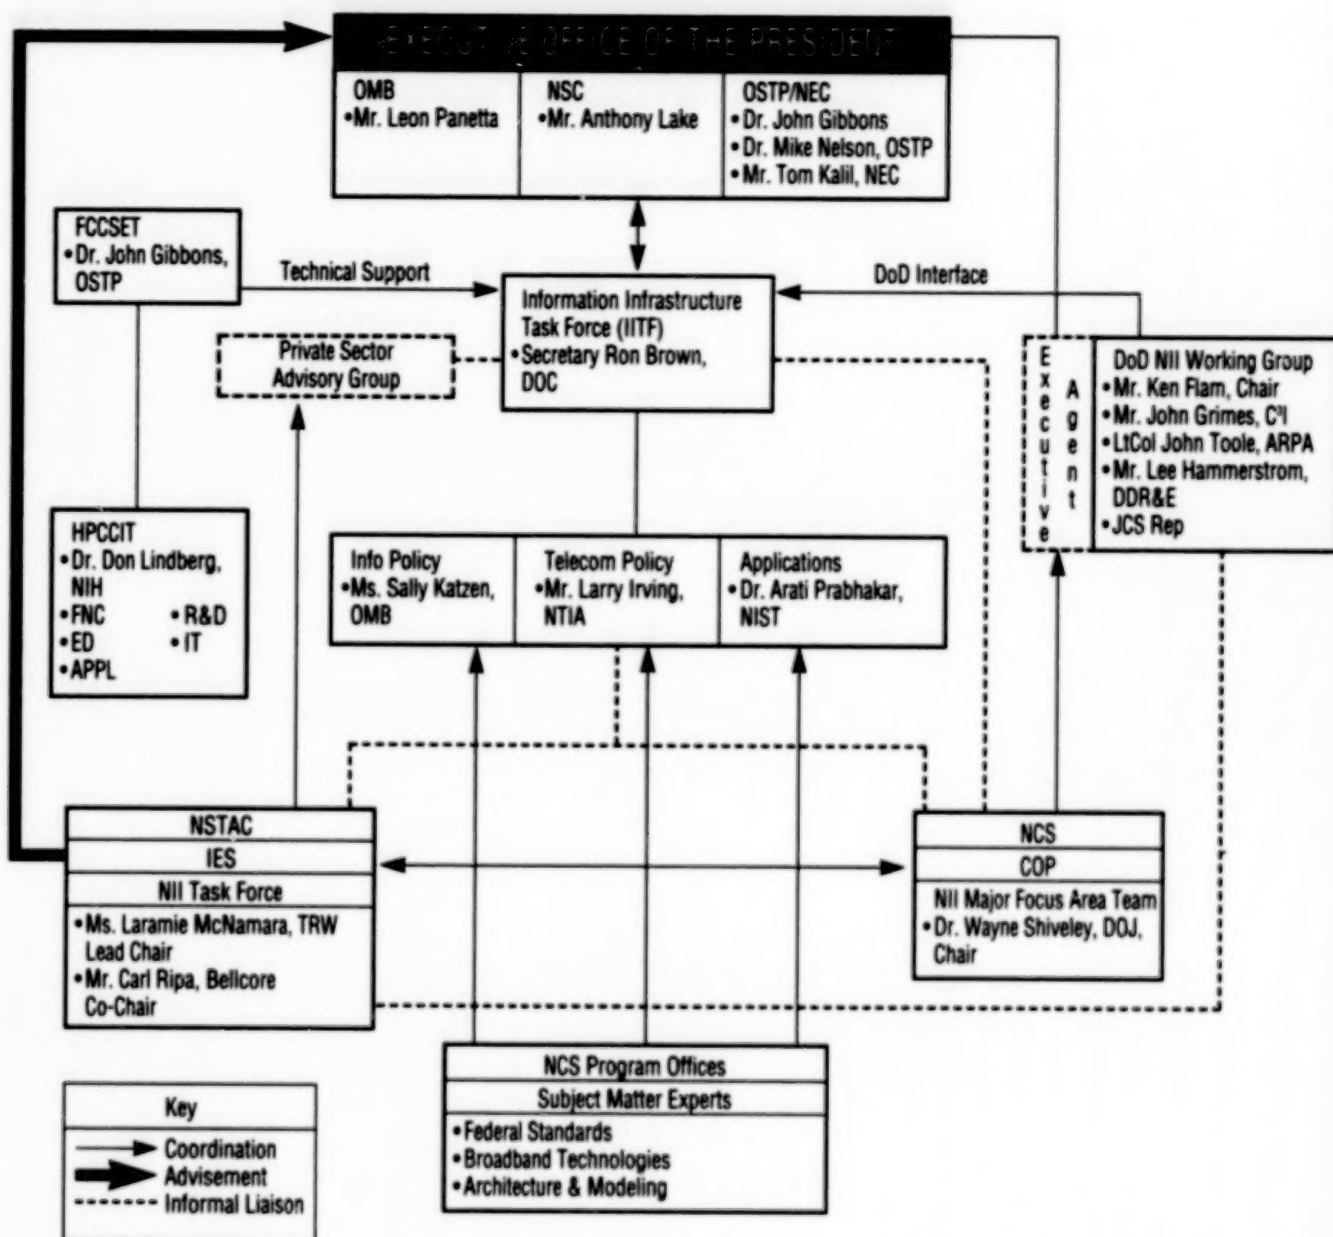 EXECUTIVE OFFICE OF THE PRESIDENT
OMB
•Mr. Leon Panetta
NSC
•Mr. Anthony Lake
OSTP/NEC
•Dr. John Gibbons
•Dr. Mike Nelson, OSTP
•Mr. Tom Kalil, NEC
FCCSET
•Dr. John Gibbons,
OSTP
Technical Support
Information Infrastructure
Task Force (IITF)
•Secretary Ron Brown,
DOC
DoD Interface
Private Sector
Advisory Group
Executive
Agent
DoD NII Working Group
•Mr. Ken Flam, Chair
•Mr. John Grimes, C³I
•LtCol John Toole, ARPA
•Mr. Lee Hammerstrom,
DDR&E
•JCS Rep
HPCCIT
•Dr. Don Lindberg,
NIH
•FNC •R&D
•ED •IT
•APPL
Info Policy
•Ms. Sally Katzen,
OMB
Telecom Policy
•Mr. Larry Irving,
NTIA
Applications
•Dr. Arati Prabhakar,
NIST
NSTAC
IES
NII Task Force
•Ms. Laramie McNamara, TRW
Lead Chair
•Mr. Carl Ripa, Bellcore
Co-Chair
NCS
COP
NII Major Focus Area Team
•Dr. Wayne Shiveley, DOJ,
Chair
NCS Program Offices
Subject Matter Experts
•Federal Standards
•Broadband Technologies
•Architecture & Modeling
Key
Coordination
Advisement
Informal Liaison